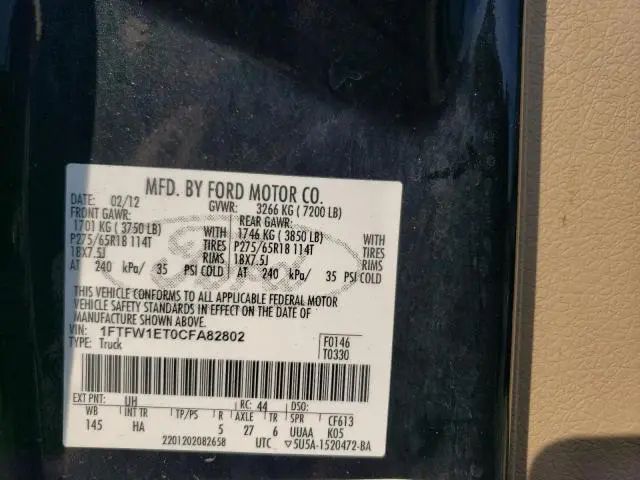 MFD. BY FORD MOTOR CO.
DATE: 02/12 GVWR: 3266 KG ( 7200 LB)
FRONT GAWR: REAR GAWR:
1701 KG ( 3750 LB) WITH 1746 KG ( 3850 LB) WITH
P275/65R18 114T TIRES P275/65R18 114T TIRES
18X7.5J RIMS 18X7.5J RIMS
AT 240 kPa/ 35 PSI COLD AT 240 kPa/ 35 PSI COLD
Ford
THIS VEHICLE CONFORMS TO ALL APPLICABLE FEDERAL MOTOR
VEHICLE SAFETY STANDARDS IN EFFECT ON THE DATE OF
MANUFACTURE SHOWN ABOVE.
VIN: 1FTFW1ET0CFA82802 F0146
TYPE: Truck T0330
EXT PNT: UH RC: 44 DSO:
WB INT TR TP/PS R AXLE TR SPR CF613
145 HA 5 27 6 UUAA K05
2201202082658 UTC ▽5U5A-1520472-BA